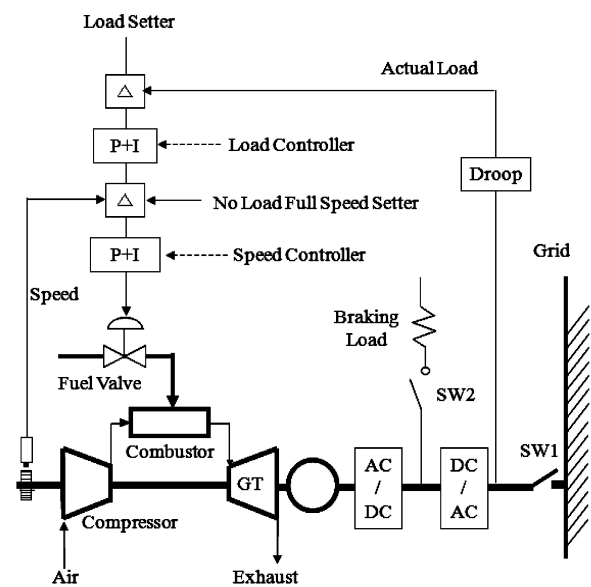 Load Setter
Actual Load
△
P+I
Load Controller
Droop
△
No Load Full Speed Setter
P+I
Speed Controller
Grid
Speed
Braking
Load
Fuel Valve
SW2
Combustor
SW1
AC
/
DC
DC
/
AC
GT
Compressor
Air
Exhaust